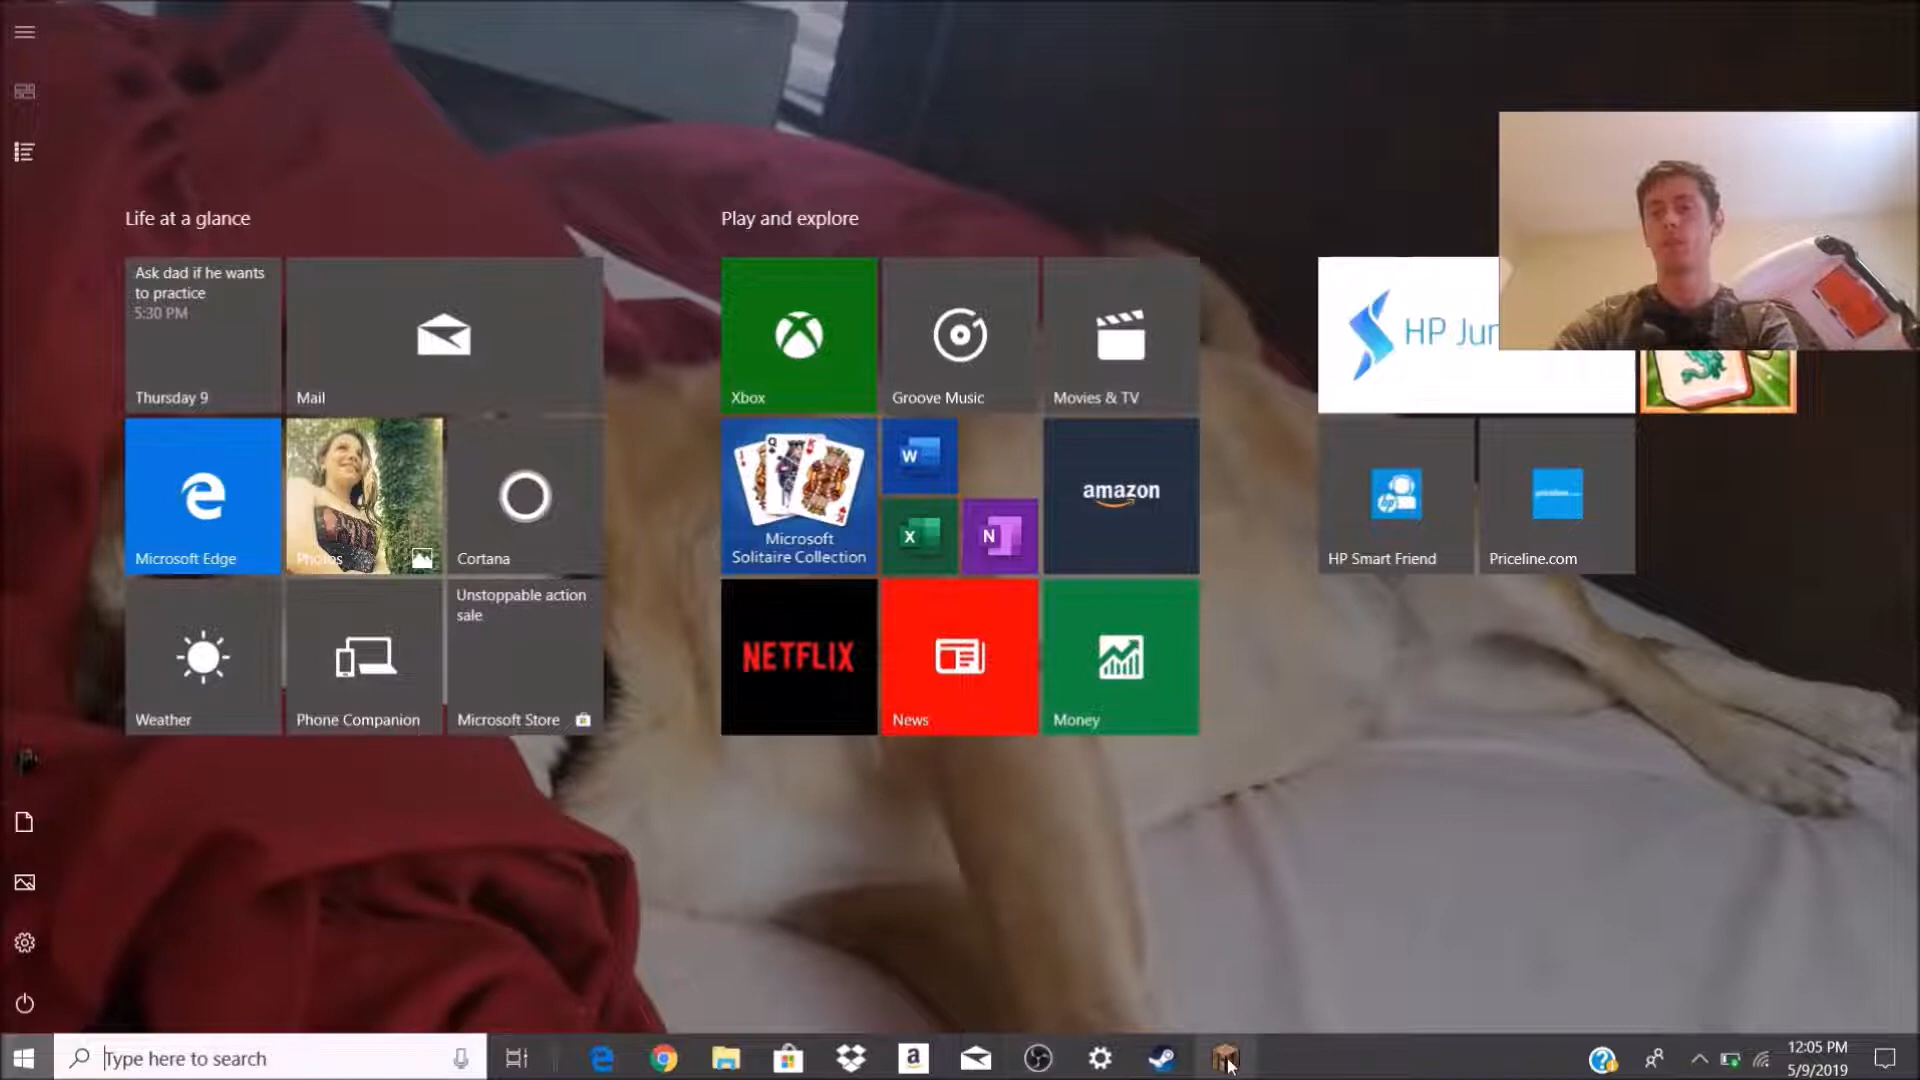 Life at a glance
Play and explore
Ask dad if he wants
to practice
5:30 PM
Thursday 9
Mail
Xbox
Groove Music
Movies & TV
HP Jum
Microsoft Edge
Photos
Cortana
Microsoft
Solitaire Collection
W
X
N
amazon
HP Smart Friend
Priceline.com
Weather
Phone Companion
Unstoppable action
sale
Microsoft Store
NETFLIX
News
Money
Type here to search
12:05 PM
5/9/2019